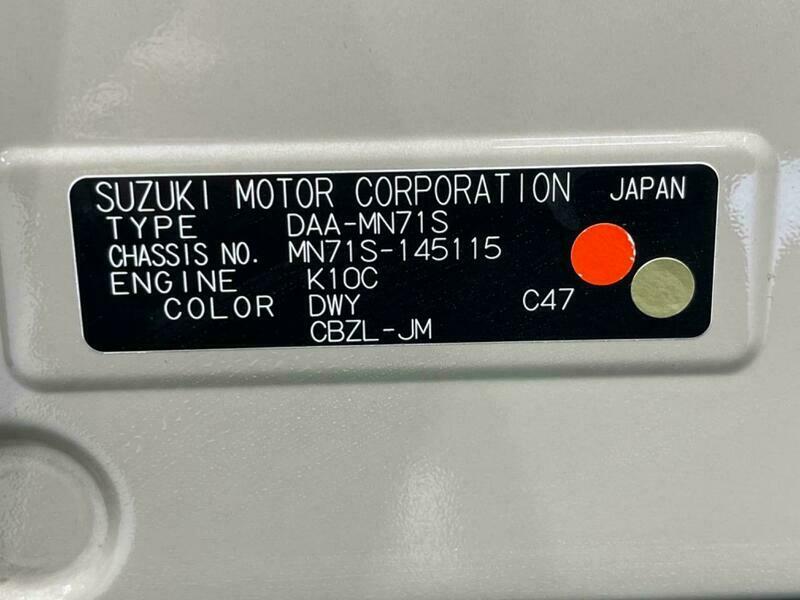 SUZUKI MOTOR CORPORATION JAPAN
TYPE DAA-MN71S
CHASSIS NO. MN71S-145115
ENGINE K10C
COLOR DWY C47
CBZL-JM